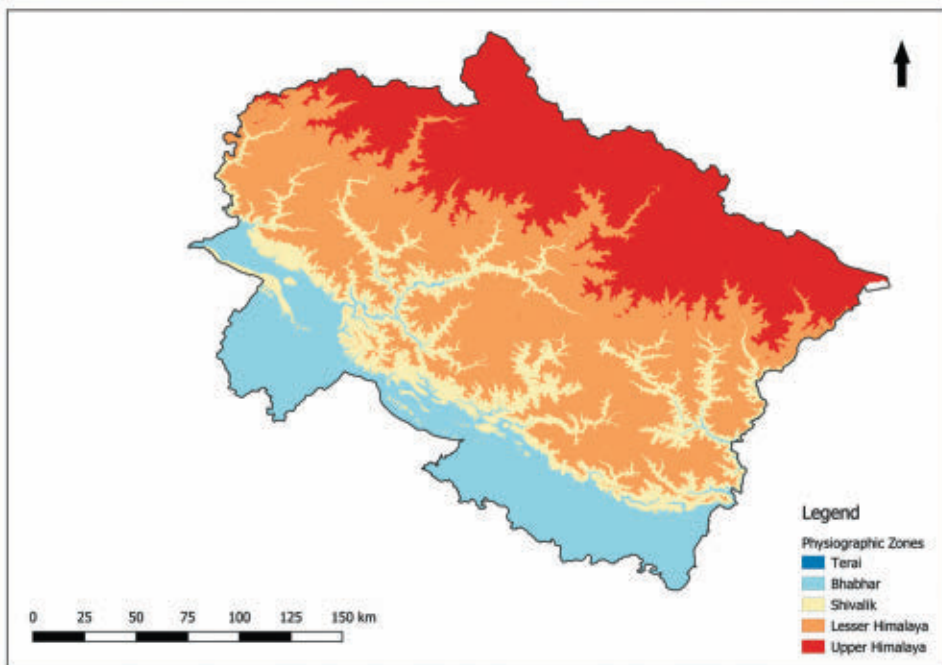 Legend
Physiographic Zones
Terai
Bhabhar
Shivalik
Lesser Himalaya
Upper Himalaya
0 25 50 75 100 125 150 km